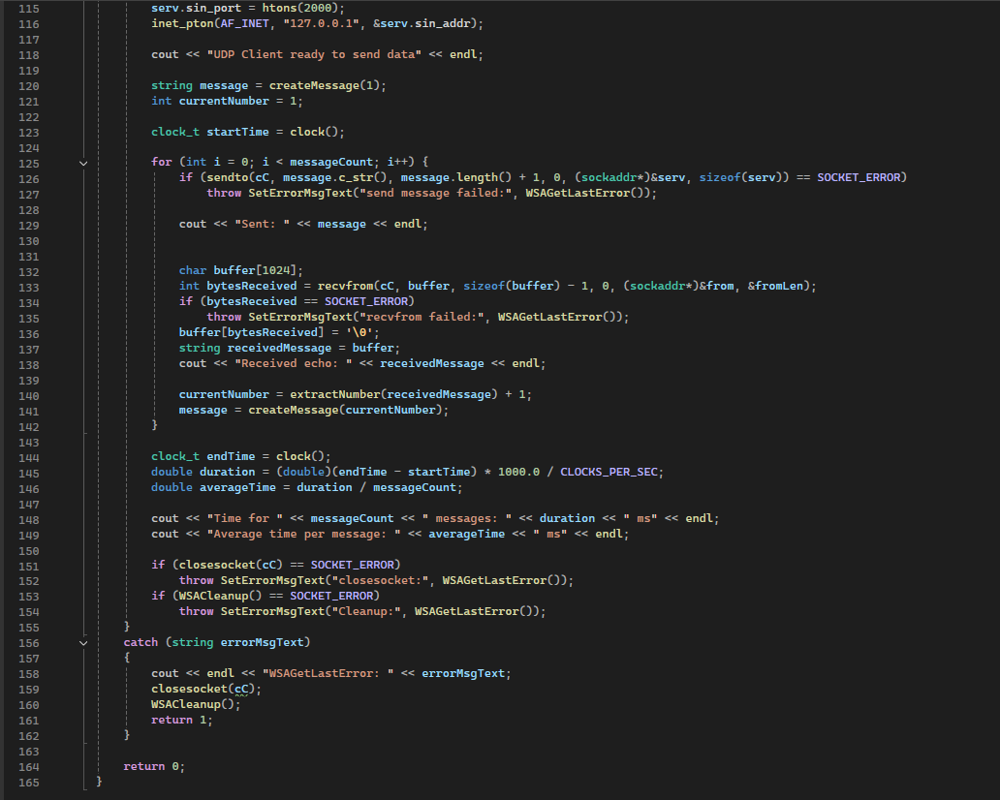 115 serv.sin_port = htons(2000);
116 inet_pton(AF_INET, "127.0.0.1", &serv.sin_addr);
117
118 cout << "UDP Client ready to send data" << endl;
119
120 string message = createMessage(1);
121 int currentNumber = 1;
122
123 clock_t startTime = clock();
124
125 for (int i = 0; i < messageCount; i++) {
126 if (sendto(cC, message.c_str(), message.length() + 1, 0, (sockaddr*)&serv, sizeof(serv)) == SOCKET_ERROR)
127 throw SetErrorMsgText("send message failed:", WSAGetLastError());
128
129 cout << "Sent: " << message << endl;
130
131
132 char buffer[1024];
133 int bytesReceived = recvfrom(cC, buffer, sizeof(buffer) - 1, 0, (sockaddr*)&from, &fromLen);
134 if (bytesReceived == SOCKET_ERROR)
135 throw SetErrorMsgText("recvfrom failed:", WSAGetLastError());
136 buffer[bytesReceived] = '\0';
137 string receivedMessage = buffer;
138 cout << "Received echo: " << receivedMessage << endl;
139
140 currentNumber = extractNumber(receivedMessage) + 1;
141 message = createMessage(currentNumber);
142 }
143
144 clock_t endTime = clock();
145 double duration = (double)(endTime - startTime) * 1000.0 / CLOCKS_PER_SEC;
146 double averageTime = duration / messageCount;
147
148 cout << "Time for " << messageCount << " messages: " << duration << " ms" << endl;
149 cout << "Average time per message: " << averageTime << " ms" << endl;
150
151 if (closesocket(cC) == SOCKET_ERROR)
152 throw SetErrorMsgText("closesocket:", WSAGetLastError());
153 if (WSACleanup() == SOCKET_ERROR)
154 throw SetErrorMsgText("Cleanup:", WSAGetLastError());
155 }
156 catch (string errorMsgText)
157 {
158 cout << endl << "WSAGetLastError: " << errorMsgText;
159 closesocket(cC);
160 WSACleanup();
161 return 1;
162 }
163
164 return 0;
165 }